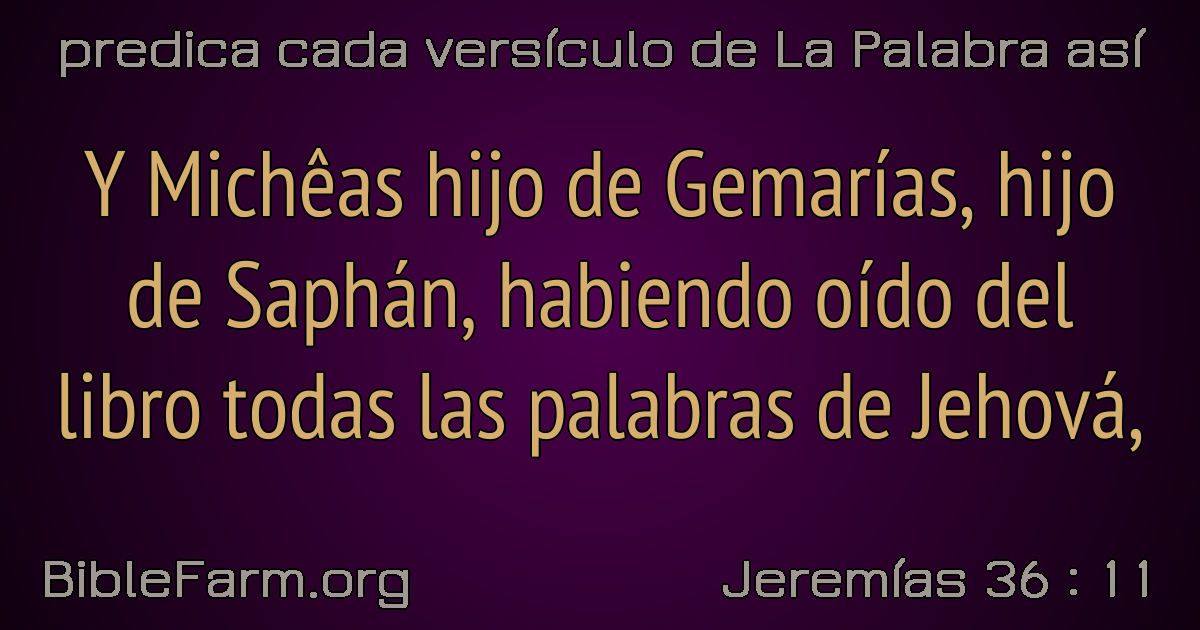 predica cada versículo de La Palabra así
Y Michêas hijo de Gemarías, hijo
de Saphán, habiendo oído del
libro todas las palabras de Jehová,
BibleFarm.org
Jeremías 36 : 11